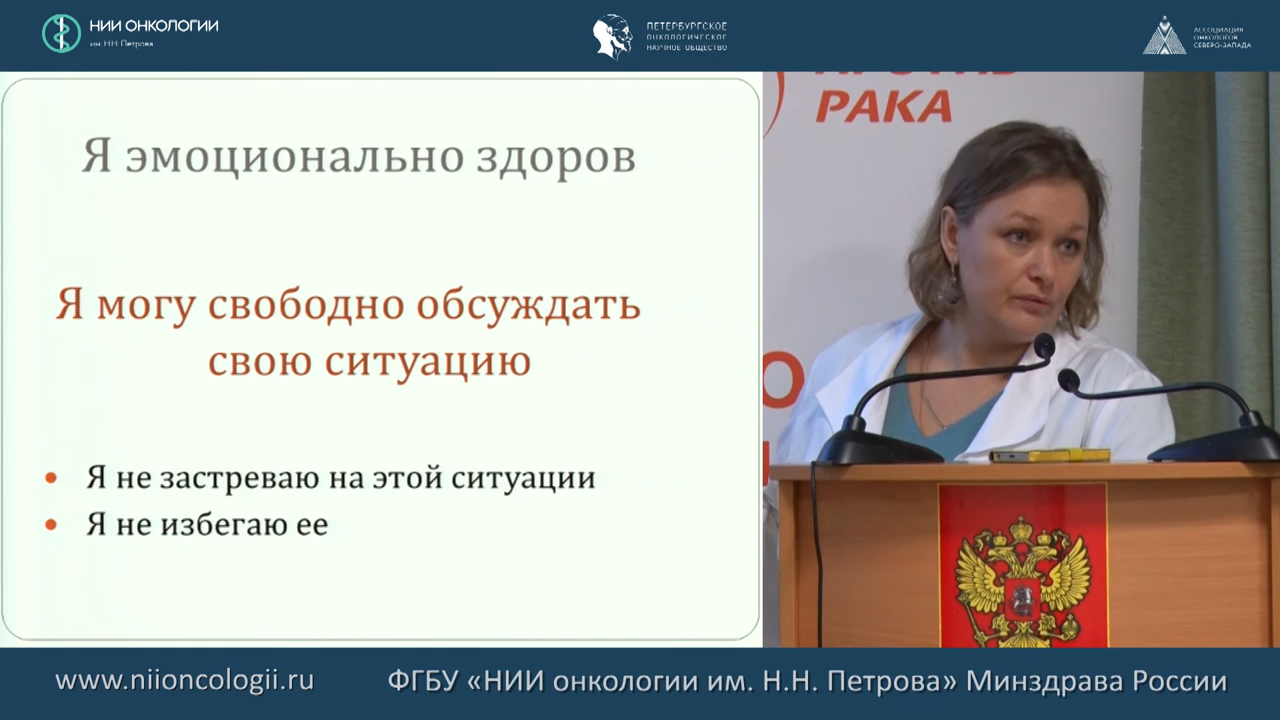 НИИ ОНКОЛОГИИ
им. Н.Н. Петрова
ПЕТЕРБУРГСКОЕ
ОНКОЛОГИЧЕСКОЕ
НАУЧНОЕ ОБЩЕСТВО
АССОЦИАЦИЯ
ОНКОЛОГОВ
СЕВЕРО-ЗАПАДА
Я эмоционально здоров
Я могу свободно обсуждать
свою ситуацию
• Я не застреваю на этой ситуации
• Я не избегаю ее
РАКА
www.niioncologii.ru
ФГБУ «НИИ онкологии им. Н.Н. Петрова» Минздрава России